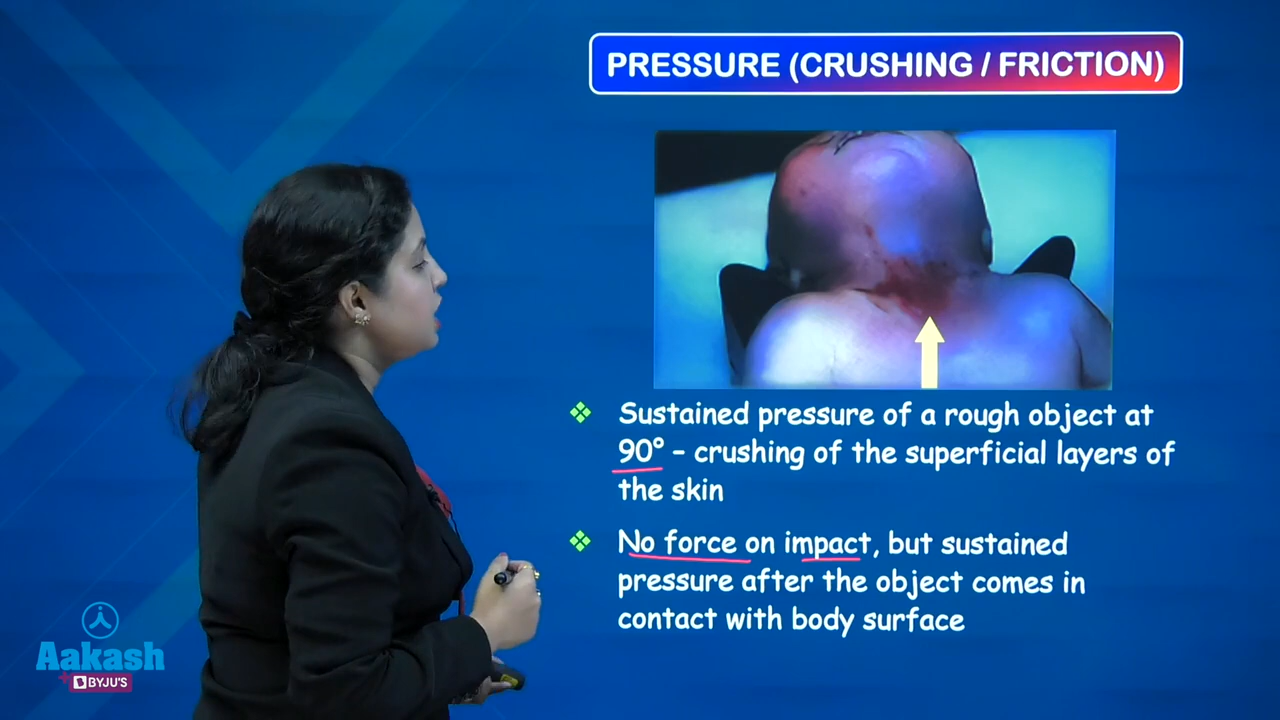 PRESSURE (CRUSHING / FRICTION)
Sustained pressure of a rough object at
90° – crushing of the superficial layers of
the skin
No force on impact, but sustained
pressure after the object comes in
contact with body surface
Aakash
+ BYJU'S